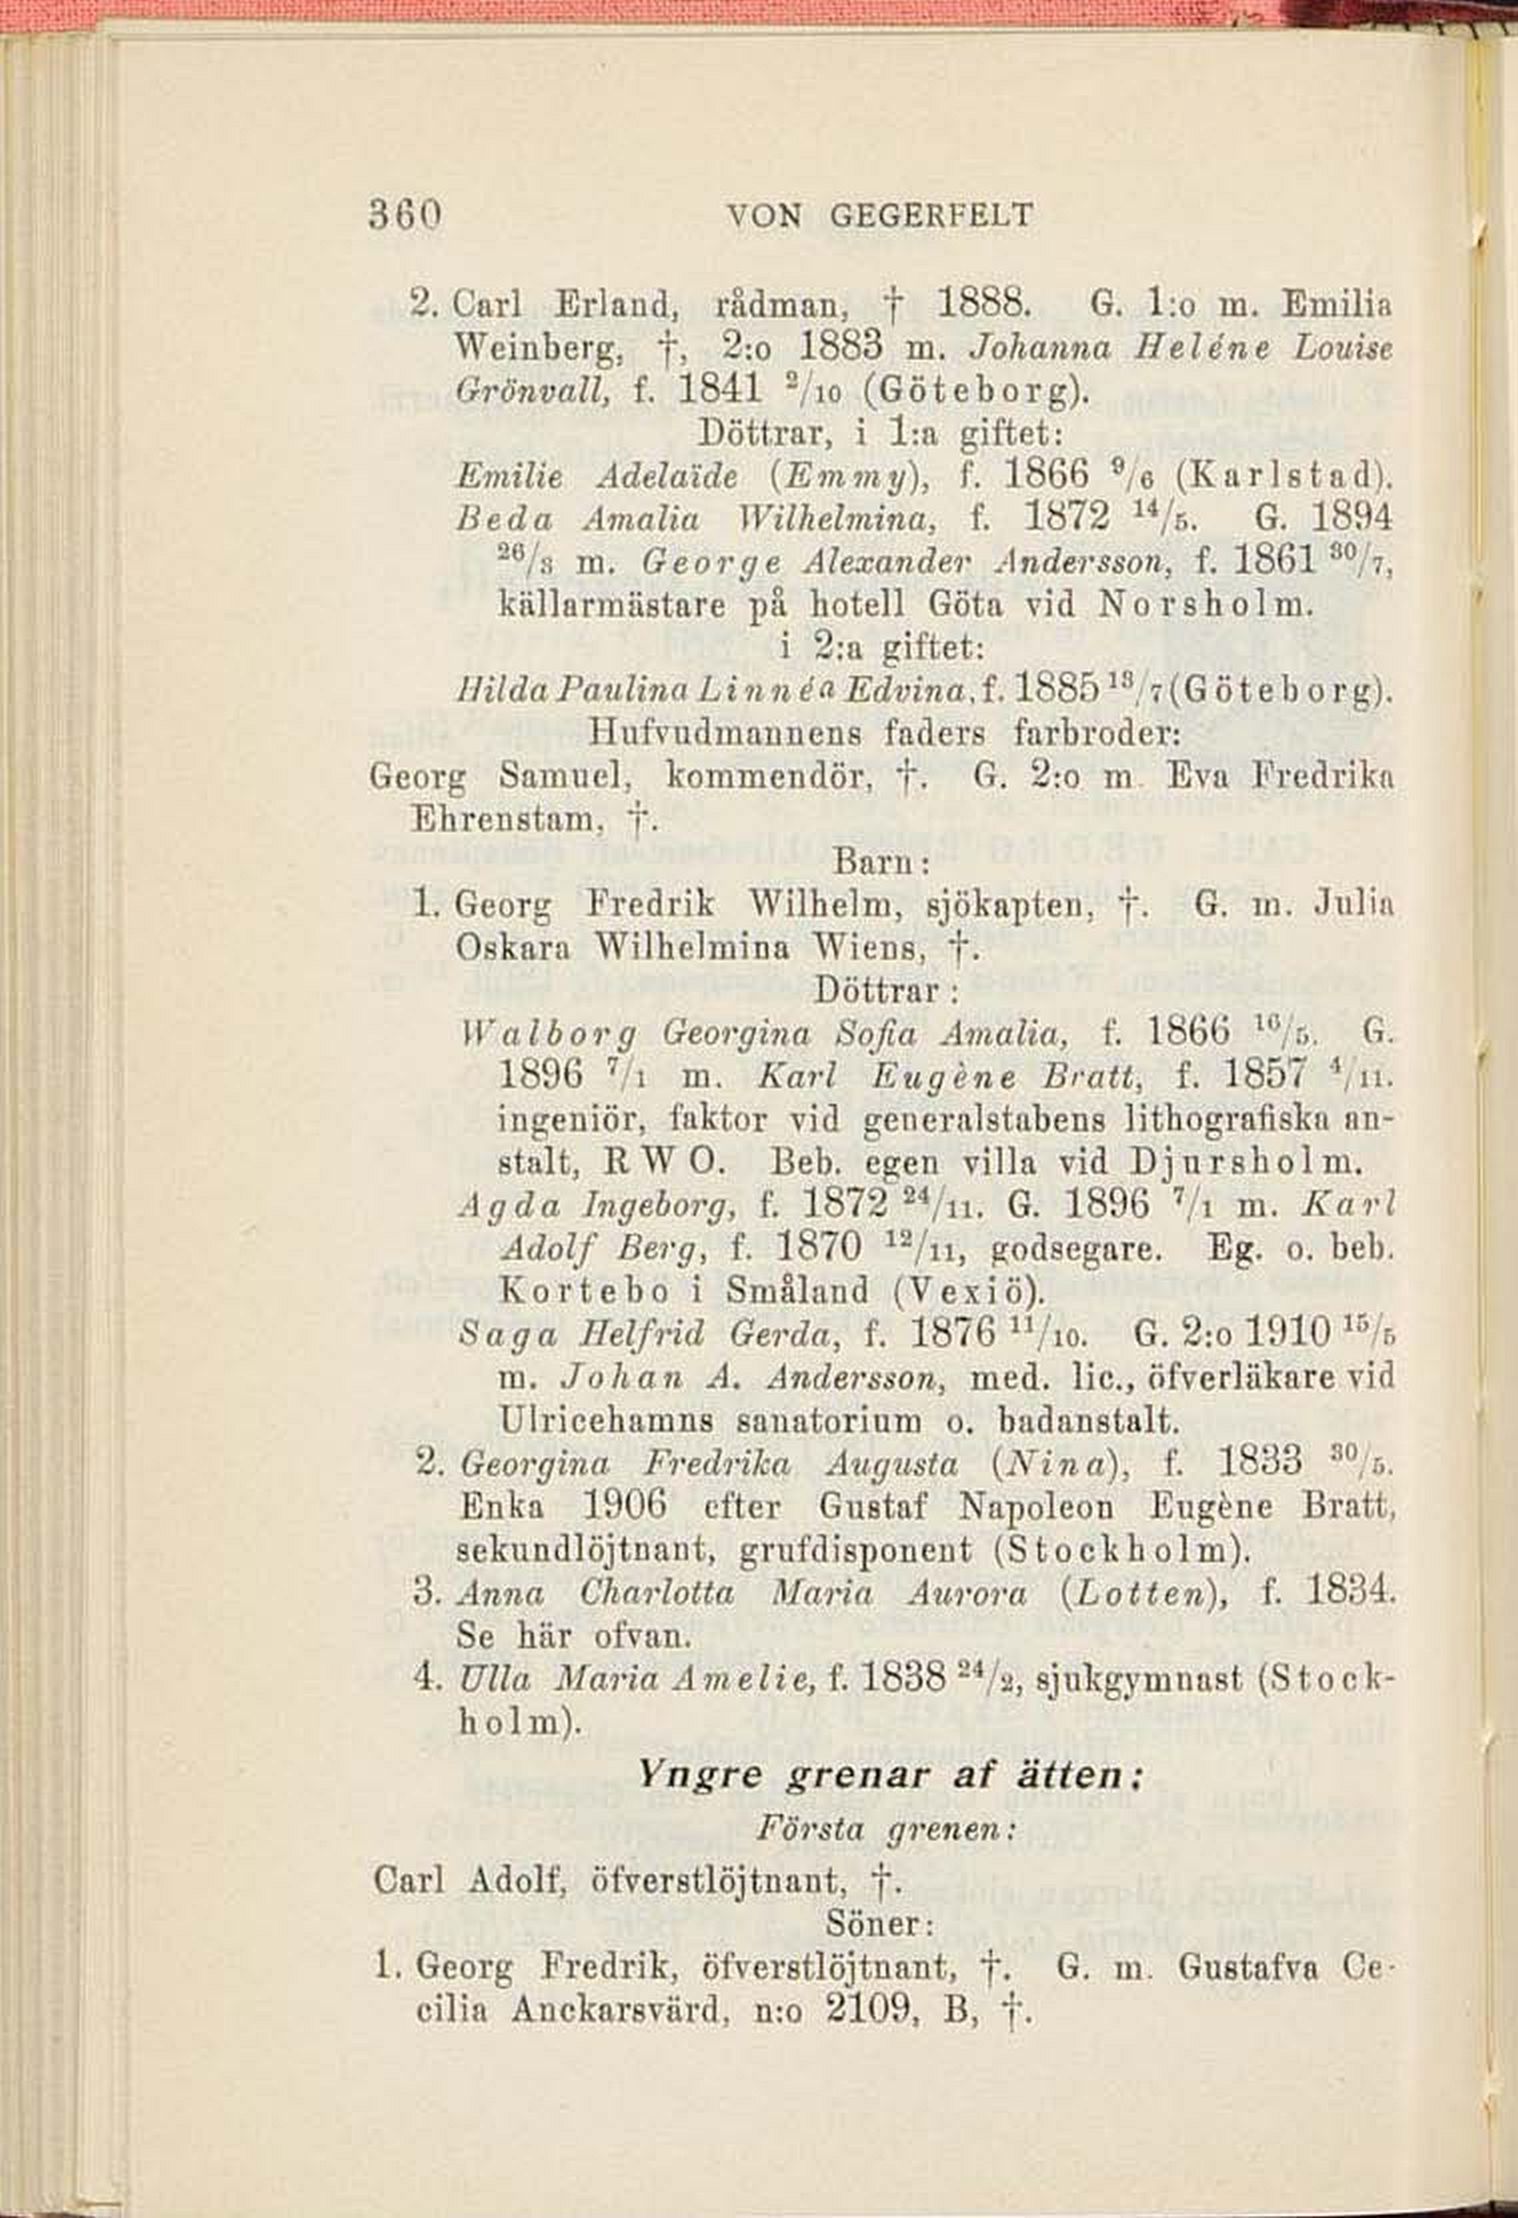 360 VON GEGERFELT
2. Carl Erland, rådman, † 1888. G. 1:o m. Emilia
Weinberg, †, 2:o 1883 m. Johanna Heléne Louise
Grönvall, f. 1841 2/10 (Göteborg).
Döttrar, i 1:a giftet:
Emilie Adelaïde (Emmy), f. 1866 9/6 (Karlstad).
Beda Amalia Wilhelmina, f. 1872 14/5. G. 1894
26/3 m. George Alexander Andersson, f. 1861 30/7,
källarmästare på hotell Göta vid Norsholm.
i 2:a giftet:
Hilda Paulina Linnéa Edvina, f. 1885 13/7 (Göteborg).
Hufvudmannens faders farbroder:
Georg Samuel, kommendör, †. G. 2:o m. Eva Fredrika
Ehrenstam, †.
Barn:
1. Georg Fredrik Wilhelm, sjökapten, †. G. m. Julia
Oskara Wilhelmina Wiens, †.
Döttrar:
Walborg Georgina Sofia Amalia, f. 1866 16/5. G.
1896 7/1 m. Karl Eugène Bratt, f. 1857 4/11.
ingeniör, faktor vid generalstabens lithografiska an-
stalt, RWO. Beb. egen villa vid Djursholm.
Agda Ingeborg, f. 1872 24/11. G. 1896 7/1 m. Karl
Adolf Berg, f. 1870 12/11, godsegare. Eg. o. beb.
Kortebo i Småland (Vexiö).
Saga Helfrid Gerda, f. 1876 11/10. G. 2:o 1910 15/5
m. Johan A. Andersson, med. lic., öfverläkare vid
Ulricehamns sanatorium o. badanstalt.
2. Georgina Fredrika Augusta (Nina), f. 1833 30/5.
Enka 1906 efter Gustaf Napoleon Eugène Bratt,
sekundlöjtnant, grufdisponent (Stockholm).
3. Anna Charlotta Maria Aurora (Lotten), f. 1834.
Se här ofvan.
4. Ulla Maria Amelie, f. 1838 24/2, sjukgymnast (Stock-
holm).
Yngre grenar af ätten:
Första grenen:
Carl Adolf, öfverstlöjtnant, †.
Söner:
1. Georg Fredrik, öfverstlöjtnant, †. G. m. Gustafva Ce-
cilia Anckarsvärd, n:o 2109, B, †.